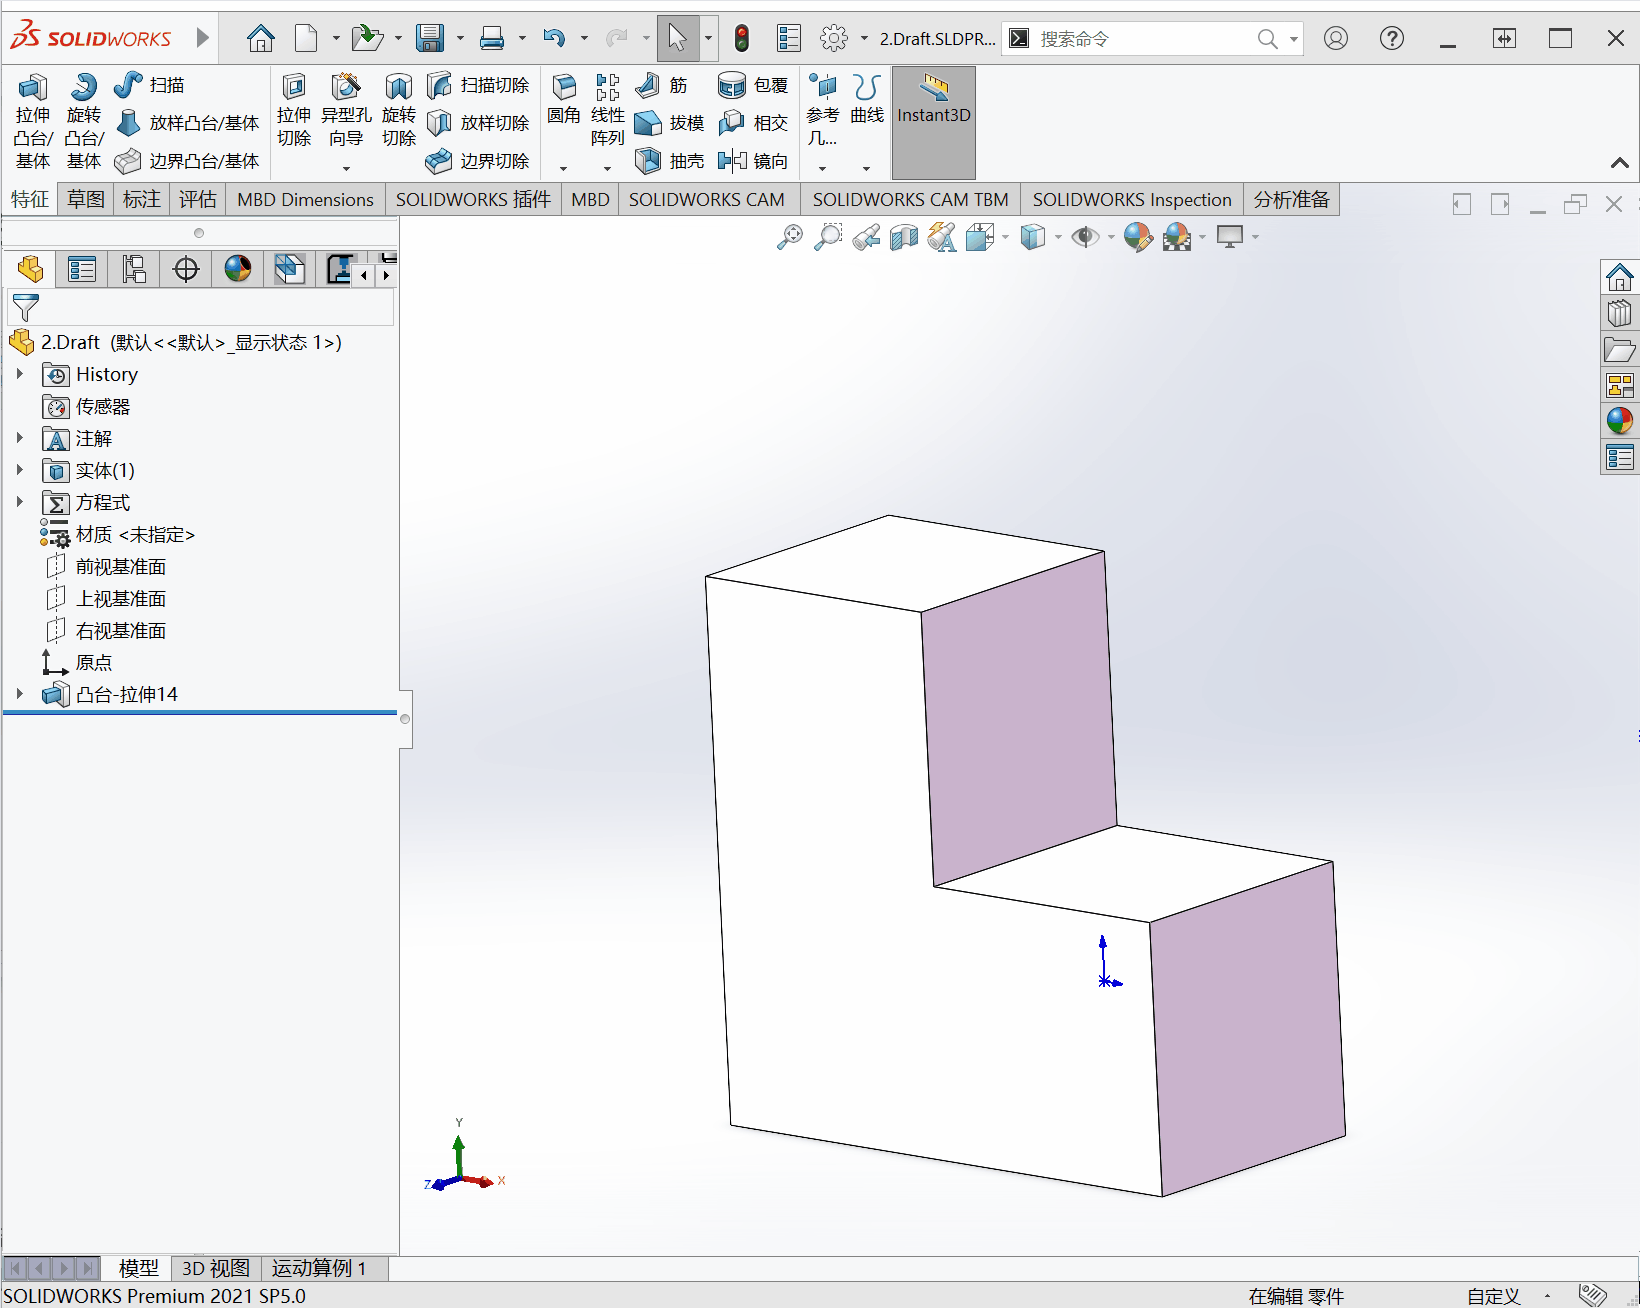 SOLIDWORKS
2.Draft.SLDPR...
搜索命令
拉伸凸台/基体
旋转凸台/基体
扫描
放样凸台/基体
边界凸台/基体
拉伸切除
异型孔向导
旋转切除
扫描切除
放样切除
边界切除
圆角
线性阵列
筋
拔模
抽壳
包覆
相交
镜向
参考几...
曲线
Instant3D
特征 草图 标注 评估 MBD Dimensions SOLIDWORKS 插件 MBD SOLIDWORKS CAM SOLIDWORKS CAM TBM SOLIDWORKS Inspection 分析准备
2.Draft (默认<<默认>_显示状态 1>)
History
传感器
注解
实体(1)
方程式
材质 <未指定>
前视基准面
上视基准面
右视基准面
原点
凸台-拉伸14
Y
Z
X
模型 3D 视图 运动算例 1
SOLIDWORKS Premium 2021 SP5.0
在编辑 零件
自定义